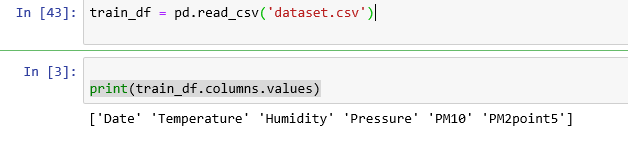 In [43]: train_df = pd.read_csv('dataset.csv')
In [3]:
print(train_df.columns.values)
['Date' 'Temperature' 'Humidity' 'Pressure' 'PM10' 'PM2point5']